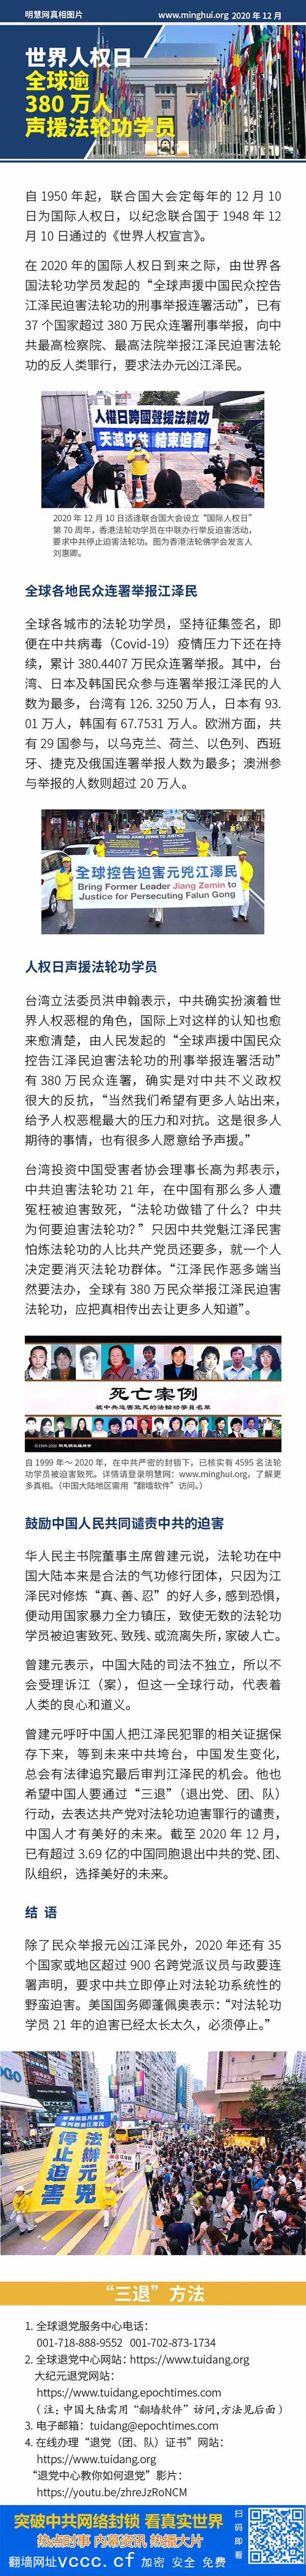 明慧网真相图片
www.minghui.org 2020 年 12 月
世界人权日
全球逾
380 万人
声援法轮功学员
自 1950 年起，联合国大会定每年的 12 月 10
日为国际人权日，以纪念联合国于 1948 年 12
月 10 日通过的《世界人权宣言》。
在 2020 年的国际人权日到来之际，由世界各
国法轮功学员发起的“全球声援中国民众控告
江泽民迫害法轮功的刑事举报连署活动”，已有
37 个国家超过 380 万民众连署刑事举报，向中
共最高检察院、最高法院举报江泽民迫害法轮
功的反人类罪行，要求法办元凶江泽民。
人權日跨國聲援法輪功
天滅中共 結束迫害
2020 年 12 月 10 日适逢联合国大会设立“国际人权日”
第 70 周年，香港法轮功学员在中联办行举反迫害活动，
要求中共停止迫害法轮功。图为香港法轮佛学会发言人
刘惠卿。
全球各地民众连署举报江泽民
全球各城市的法轮功学员，坚持征集签名，即
便在中共病毒（Covid-19）疫情压力下还在持
续，累计 380.4407 万民众连署举报。其中，台
湾、日本及韩国民众参与连署举报江泽民的人
数为最多，台湾有 126. 3250 万人，日本有 93.
01 万人，韩国有 67.7531 万人。欧洲方面，共
有 29 国参与，以乌克兰、荷兰、以色列、西班
牙、捷克及俄国连署举报人数为最多；澳洲参
与举报的人数则超过 20 万人。
BRING JIANG ZEMIN TO JUSTICE
全球控告迫害元兇江澤民
Bring Former Leader Jiang Zemin to
Justice for Persecuting Falun Gong
人权日声援法轮功学员
台湾立法委员洪申翰表示，中共确实扮演着世
界人权恶棍的角色，国际上对这样的认知也愈
来愈清楚，由人民发起的“全球声援中国民众
控告江泽民迫害法轮功的刑事举报连署活动”
有 380 万民众连署，确实是对中共不义政权
很大的反抗，“当然我们希望有更多人站出来，
给予人权恶棍最大的压力和对抗。这是很多人
期待的事情，也有很多人愿意给予声援。”
台湾投资中国受害者协会理事长高为邦表示，
中共迫害法轮功 21 年，在中国有那么多人遭
冤枉被迫害致死，“法轮功做错了什么？中共
为何要迫害法轮功？”只因中共党魁江泽民害
怕炼法轮功的人比共产党员还要多，就一个人
决定要消灭法轮功群体。“江泽民作恶多端当
然要法办，全球有 380 万民众举报江泽民迫害
法轮功，应把真相传出去让更多人知道”。
死亡案例
被中共迫害致死的法輪功學員名單
©1999-2020 明慧網統籌所有
自 1999 年～ 2020 年，在中共严密的封锁下，已核实有 4595 名法轮
功学员被迫害致死。详情请登录明慧网：www.minghui.org，了解更
多真相。（中国大陆地区需用“翻墙软件”访问。）
鼓励中国人民共同谴责中共的迫害
华人民主书院董事主席曾建元说，法轮功在中
国大陆本来是合法的气功修行团体，只因为江
泽民对修炼“真、善、忍”的好人多，感到恐惧，
便动用国家暴力全力镇压，致使无数的法轮功
学员被迫害致死、致残、或流离失所，家破人亡。
曾建元表示，中国大陆的司法不独立，所以不
会受理诉江（案），但这一全球行动，代表着
人类的良心和道义。
曾建元呼吁中国人把江泽民犯罪的相关证据保
存下来，等到未来中共垮台，中国发生变化，
总会有法律追究最后审判江泽民的机会。他也
希望中国人要通过“三退”（退出党、团、队）
行动，去表达共产党对法轮功迫害罪行的谴责，
中国人才有美好的未来。截至 2020 年 12 月，
已有超过 3.69 亿的中国同胞退出中共的党、团、
队组织，选择美好的未来。
结 语
除了民众举报元凶江泽民外，2020 年还有 35
个国家或地区超过 900 名跨党派议员与政要连
署声明，要求中共立即停止对法轮功系统性的
野蛮迫害。美国国务卿蓬佩奥表示：“对法轮功
学员 21 年的迫害已经太长太久，必须停止。”
法辦元兇
停止迫害
“三退”方法
1. 全球退党服务中心电话：
001-718-888-9552 001-702-873-1734
2. 全球退党中心网站：https://www.tuidang.org
大纪元退党网站：
https://www.tuidang.epochtimes.com
（注：中国大陆需用“翻墙软件”访问，方法见后面）
3. 电子邮箱：tuidang@epochtimes.com
4. 在线办理“退党（团、队）证书”网站：
https://www.tuidang.org
“退党中心教你如何退党”影片：
https://youtu.be/zhreJzRoNCM
突破中共网络封锁 看真实世界
热点时事 内幕资讯 热播大片
翻墙网址vccc.cf 加密 安全 免费
扫码即看